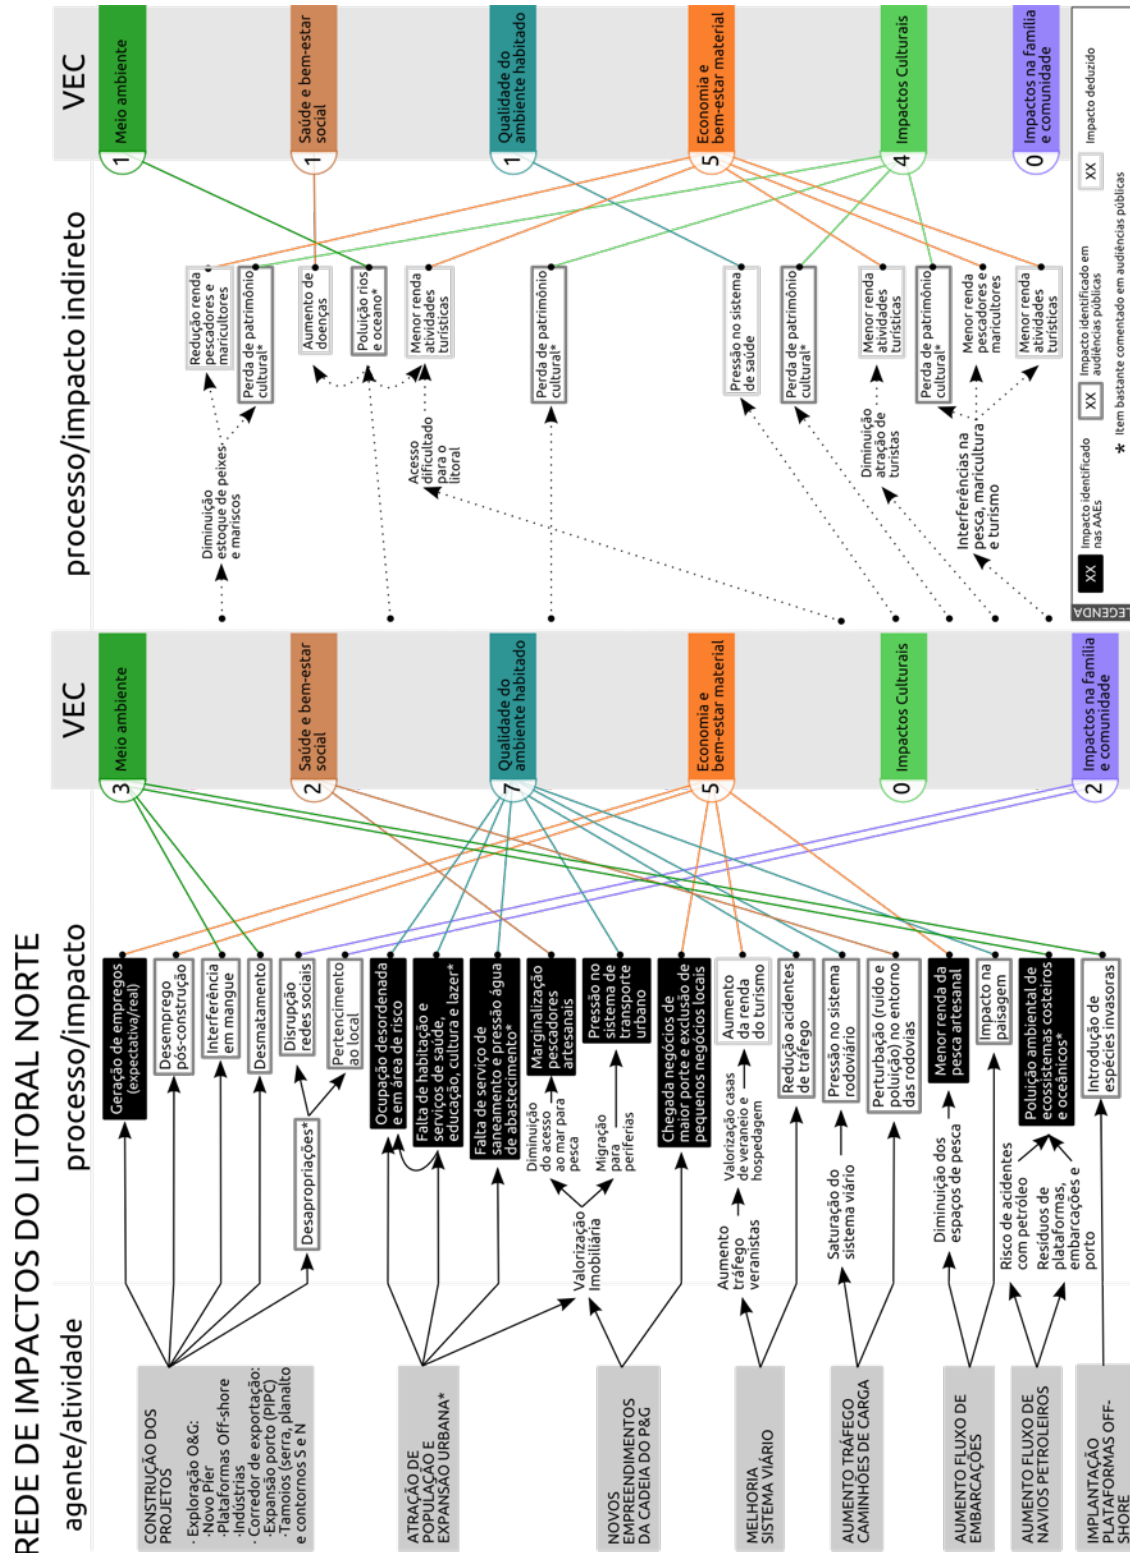 REDE DE IMPACTOS DO LITORAL NORTE
agente/atividade
processo/impacto
VEC
processo/impacto indireto
VEC
CONSTRUÇÃO DOS
PROJETOS
· Exploração O&G:
·Novo Pier
·Plataformas Off-shore
·Indústrias
· Corredor de exportação:
·Expansão porto (PIPC)
·Tamoios (serra, planalto
e contornos S e N
ATRAÇÃO DE
POPULAÇÃO E
EXPANSÃO URBANA*
NOVOS
EMPREENDIMENTOS
DA CADEIA DO P&G
MELHORIA
SISTEMA VIÁRIO
AUMENTO TRÁFEGO
CAMINHÕES DE CARGA
AUMENTO FLUXO DE
EMBARCAÇÕES
AUMENTO FLUXO DE
NAVIOS PETROLEIROS
IMPLANTAÇÃO
PLATAFORMAS OFF-
SHORE
Geração de empregos
(expectativa/real)
Desemprego
pós-construção
Interferência
em mangue
Desmatamento
Desapropriações*
Disrupção
redes sociais
Pertencimento
ao local
Ocupação desordenada
e em área de risco
Falta de habitação e
serviços de saúde,
educação, cultura e lazer*
Falta de serviço de
saneamento pressão água
de abastecimento*
Valorização
Imobiliária
Diminuição
do acesso
ao mar para
pesca
Marginalização
pescadores
artesanais
Migração
para
periferias
Pressão no
sistema de
transporte
urbano
Chegada negócios de
maior porte e exclusão de
pequenos negócios locais
Aumento
tráfego
veranistas
Valorização casas
de veraneio e
hospedagem
Aumento
da renda
do turismo
Redução acidentes
de tráfego
Saturação do
sistema viário
Pressão no sistema
rodoviário
Perturbação (ruído e
poluição) no entorno
das rodovias
Diminuição dos
espaços de pesca
Menor renda da
pesca artesanal
Impacto na
paisagem
Risco de acidentes
com petróleo
Resíduos de
plataformas,
embarcações e
porto
Poluição ambiental de
ecosistemas costeiros
e oceânicos*
Introdução de
espécies invasoras
3
Meio ambiente
2
Saúde e bem-estar
social
7
Qualidade do
ambiente habitado
5
Economia e
bem-estar material
0
Impactos Culturais
2
Impactos na família
e comunidade
Diminuição
estoque de peixes
e mariscos
Redução renda
pescadores e
maricultores
Perda de patrimônio
cultural*
Aumento de
doenças
Poluição rios
e oceano*
Acesso
dificultado
para o
litoral
Menor renda
atividades
turísticas
Perda de patrimônio
cultural*
Pressão no sistema
de saúde
Perda de patrimônio
cultural*
Diminuição
atração de
turistas
Menor renda
atividades
turísticas
Interferências na
pesca, maricultura
e turismo
Perda de patrimônio
cultural*
Menor renda
pescadores e
maricultores
Menor renda
atividades
turísticas
1
Meio ambiente
1
Saúde e bem-estar
social
1
Qualidade do
ambiente habitado
5
Economia e
bem-estar material
4
Impactos Culturais
0
Impactos na família
e comunidade
LEGENDA
XX
Impacto identificado
nas AAEs
XX
Impacto identificado em
audiências públicas
XX
Impacto deduzido
* Item bastante comentado em audiências públicas